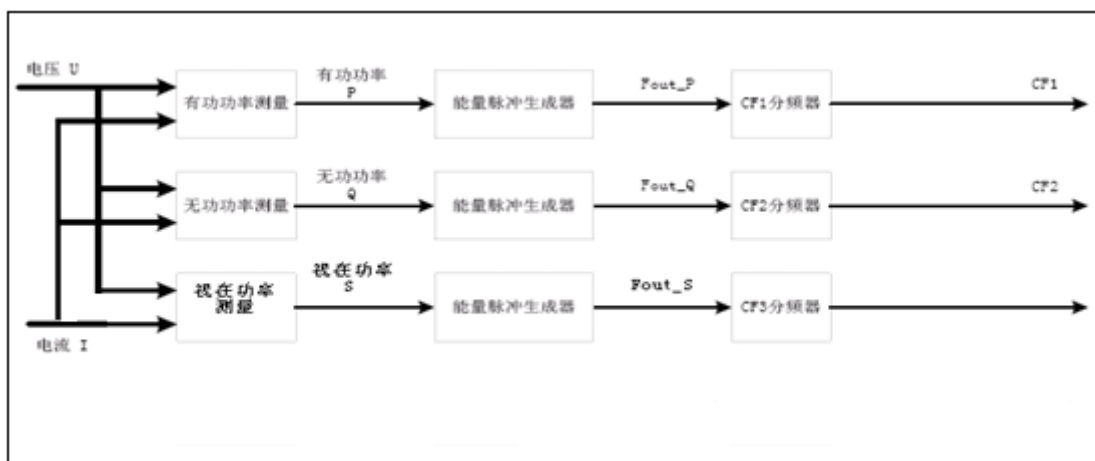 电压 U
有功功率测量
有功功率
P
能量脉冲生成器
Fout_P
CF1分频器
CF1
无功功率测量
无功功率
Q
能量脉冲生成器
Fout_Q
CF2分频器
CF2
视在功率
测量
视在功率
S
能量脉冲生成器
Fout_S
CF3分频器
电流 I